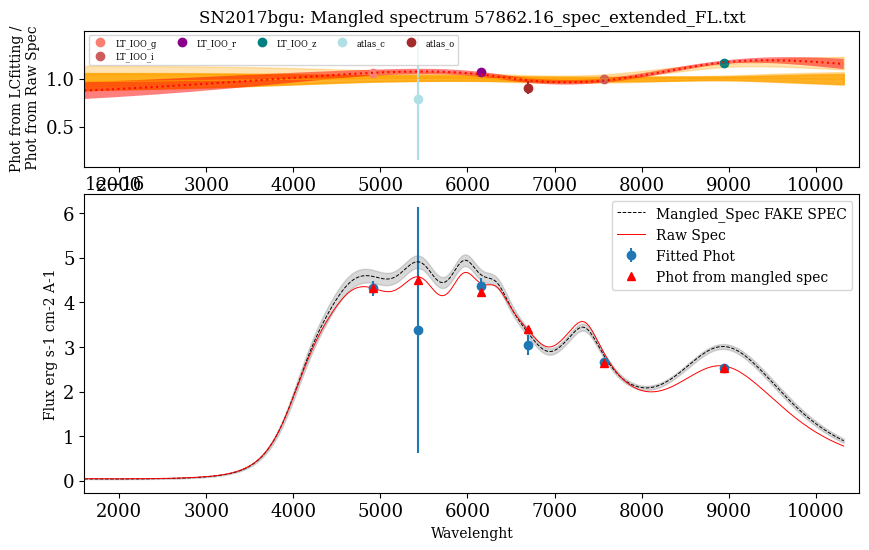 SN2017bgu: Mangled spectrum 57862.16_spec_extended_FL.txt
Phot from LCfitting /
Phot from Raw Spec
LT_IOO_g LT_IOO_r LT_IOO_z atlas_c atlas_o
LT_IOO_i
1.0
0.5
2000 3000 4000 5000 6000 7000 8000 9000 10000
1e−16
Flux erg s-1 cm-2 A-1
6
5
4
3
2
1
0
Mangled_Spec FAKE SPEC
Raw Spec
Fitted Phot
Phot from mangled spec
2000 3000 4000 5000 6000 7000 8000 9000 10000
Wavelenght